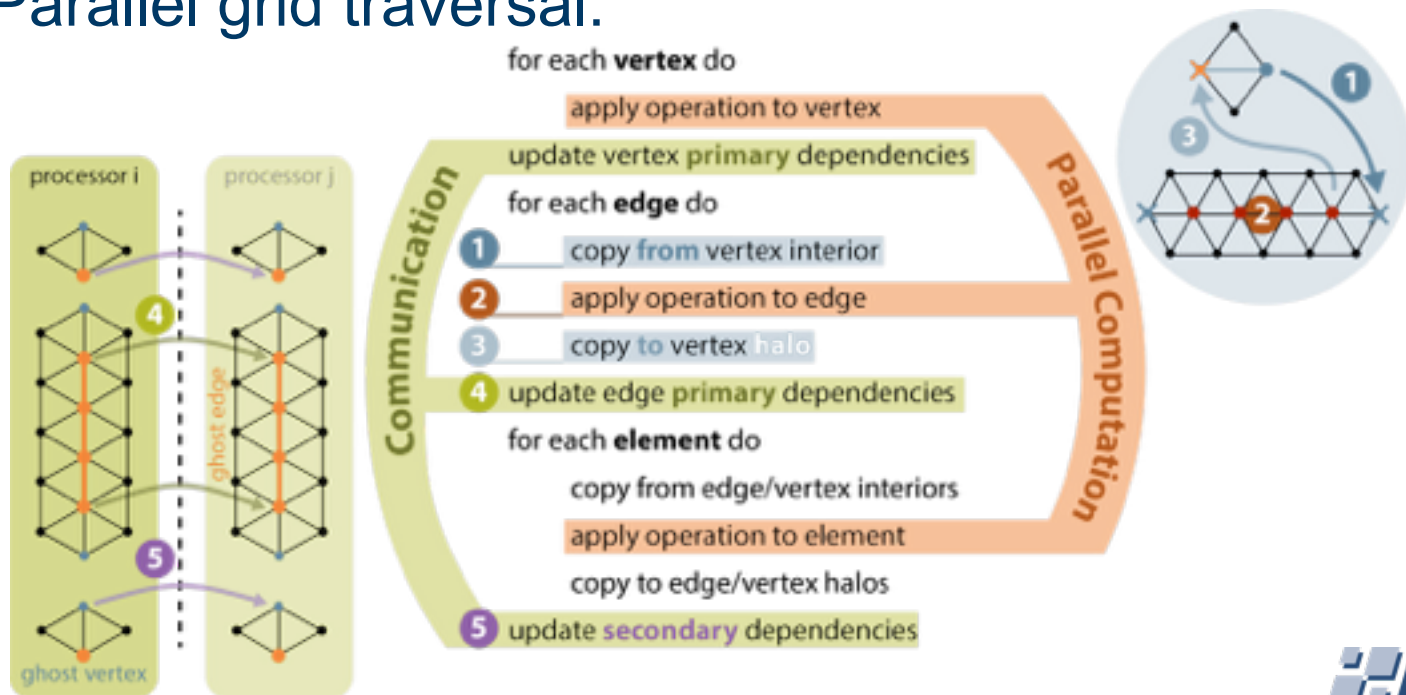 Parallel grid traversal:
for each vertex do
apply operation to vertex
update vertex primary dependencies
for each edge do
1 copy from vertex interior
2 apply operation to edge
3 copy to vertex halo
4 update edge primary dependencies
for each element do
copy from edge/vertex interiors
apply operation to element
copy to edge/vertex halos
5 update secondary dependencies
Communication
Parallel Computation
processor i
processor j
4
ghost edge
5
ghost vertex
1
3
2